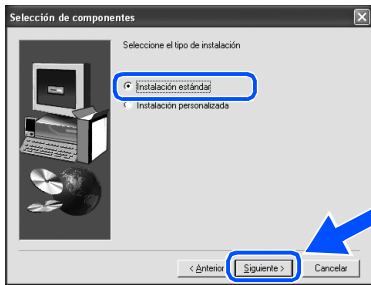 Selección de componentes
Seleccione el tipo de instalación
Instalación estándar
Instalación personalizada
< Anterior
Siguiente >
Cancelar